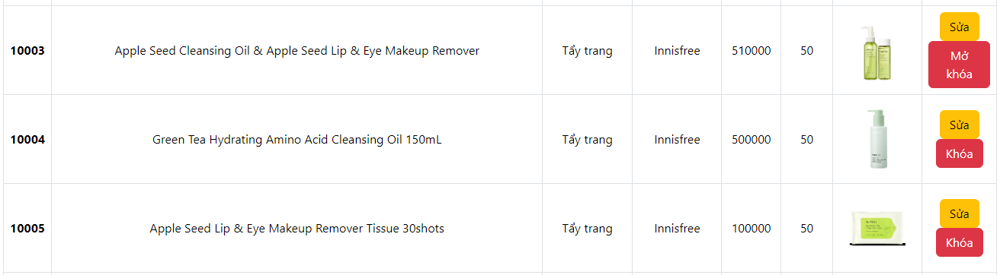 10003 Apple Seed Cleansing Oil & Apple Seed Lip & Eye Makeup Remover Tẩy trang Innisfree 510000 50 Sửa
Mở
khóa
10004 Green Tea Hydrating Amino Acid Cleansing Oil 150mL Tẩy trang Innisfree 500000 50 Sửa
Khóa
10005 Apple Seed Lip & Eye Makeup Remover Tissue 30shots Tẩy trang Innisfree 100000 50 Sửa
Khóa